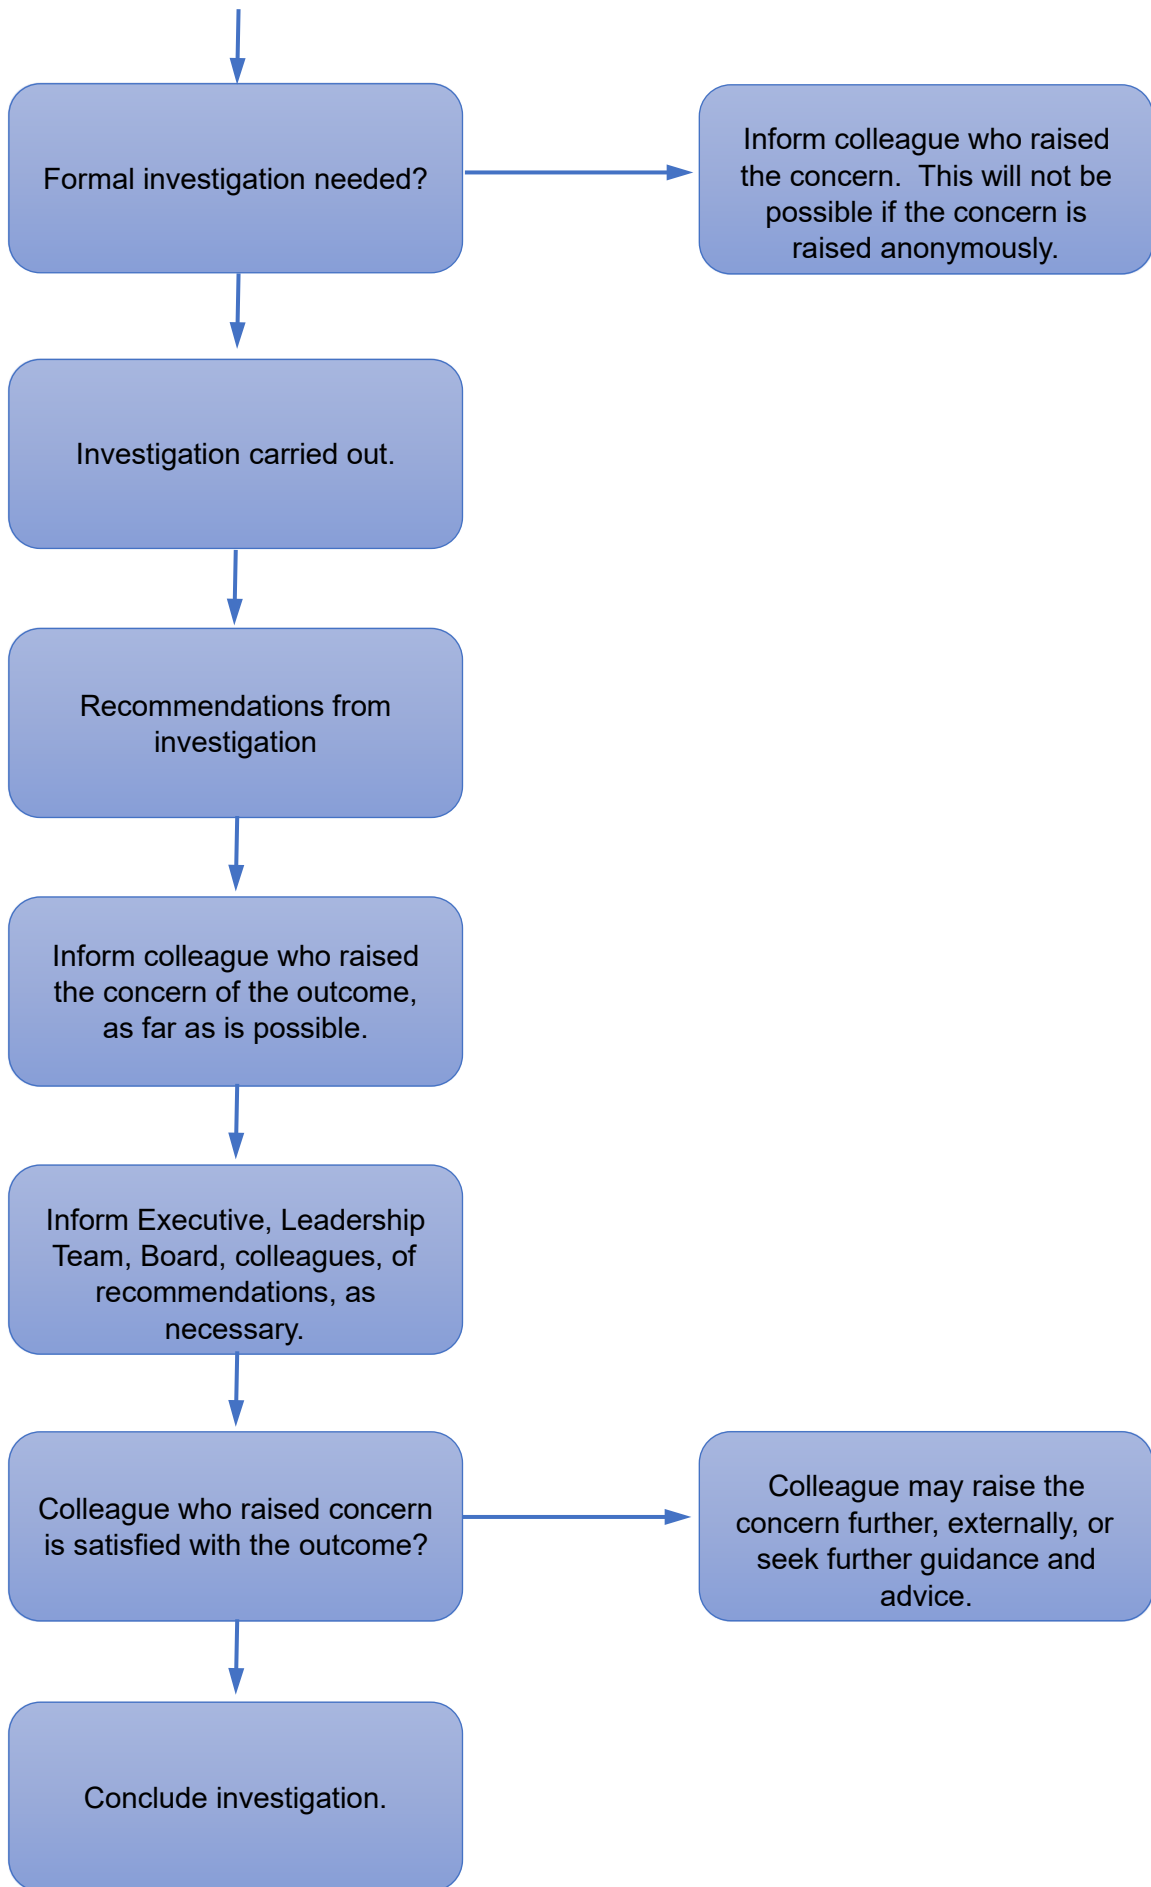 Formal investigation needed?
Inform colleague who raised
the concern.  This will not be
possible if the concern is
raised anonymously.
Investigation carried out.
Recommendations from
investigation
Inform colleague who raised
the concern of the outcome,
as far as is possible.
Inform Executive, Leadership
Team, Board, colleagues, of
recommendations, as
necessary.
Colleague who raised concern
is satisfied with the outcome?
Colleague may raise the
concern further, externally, or
seek further guidance and
advice.
Conclude investigation.